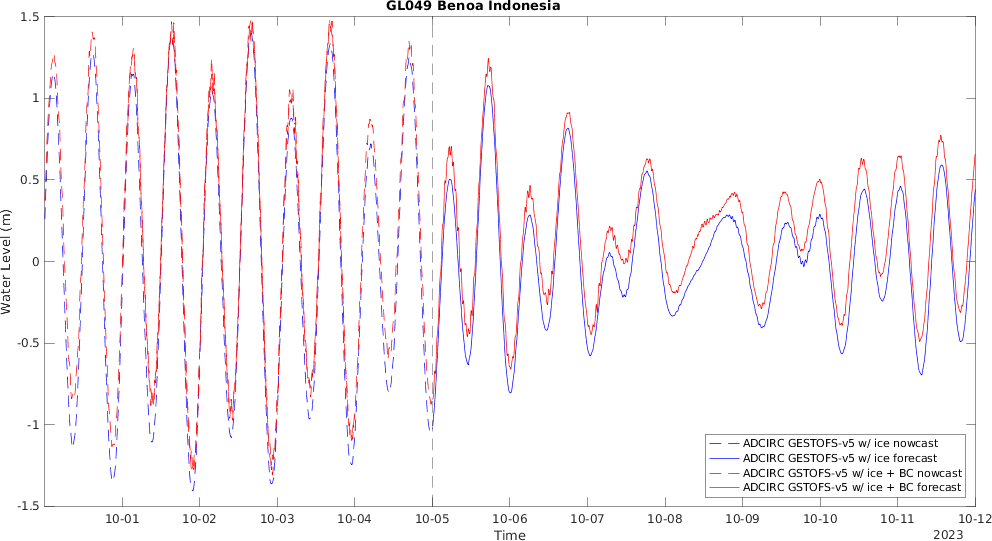 GL049 Benoa Indonesia
1.5
1
0.5
0
-0.5
-1
-1.5
Water Level (m)
10-01 10-02 10-03 10-04 10-05 10-06 10-07 10-08 10-09 10-10 10-11 10-12
Time
2023
ADCIRC GESTOFS-v5 w/ ice nowcast
ADCIRC GESTOFS-v5 w/ ice forecast
ADCIRC GSTOFS-v5 w/ ice + BC nowcast
ADCIRC GSTOFS-v5 w/ ice + BC forecast